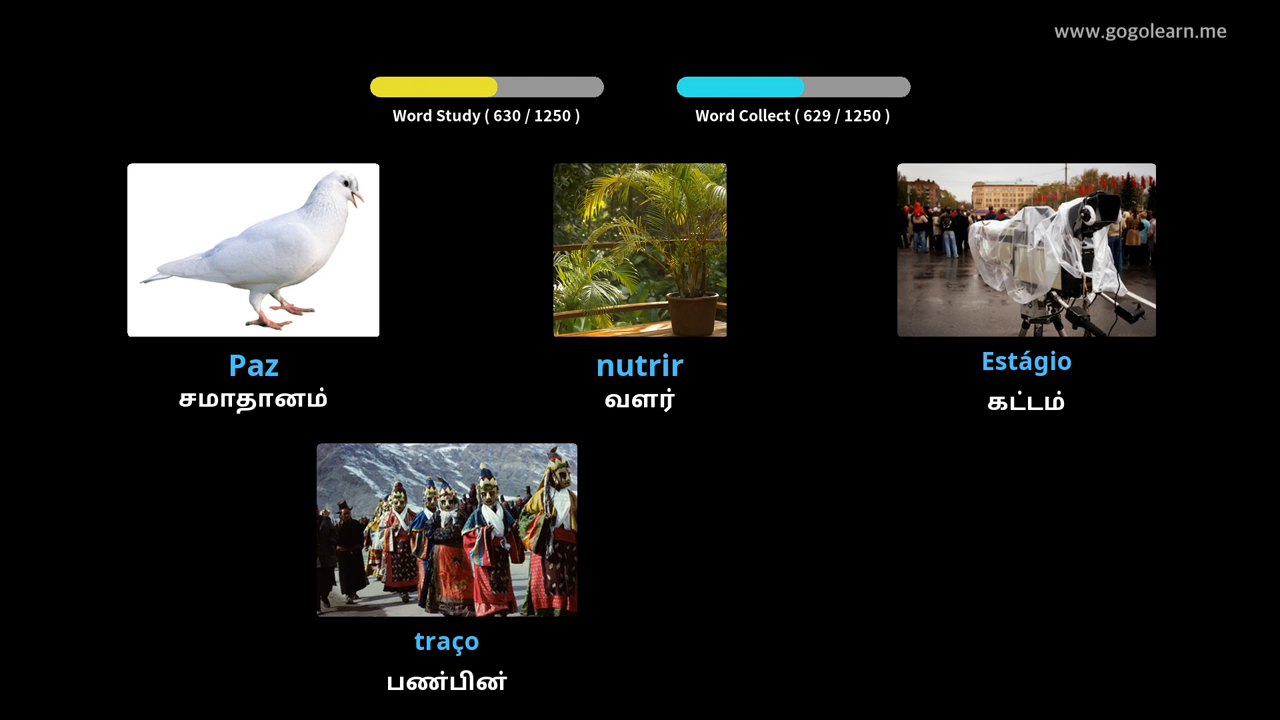 www.gogolearn.me
Word Study ( 630 / 1250 )
Word Collect ( 629 / 1250 )
Paz
சமாதானம்
nutrir
வளர்
Estágio
கட்டம்
traço
பண்பின்